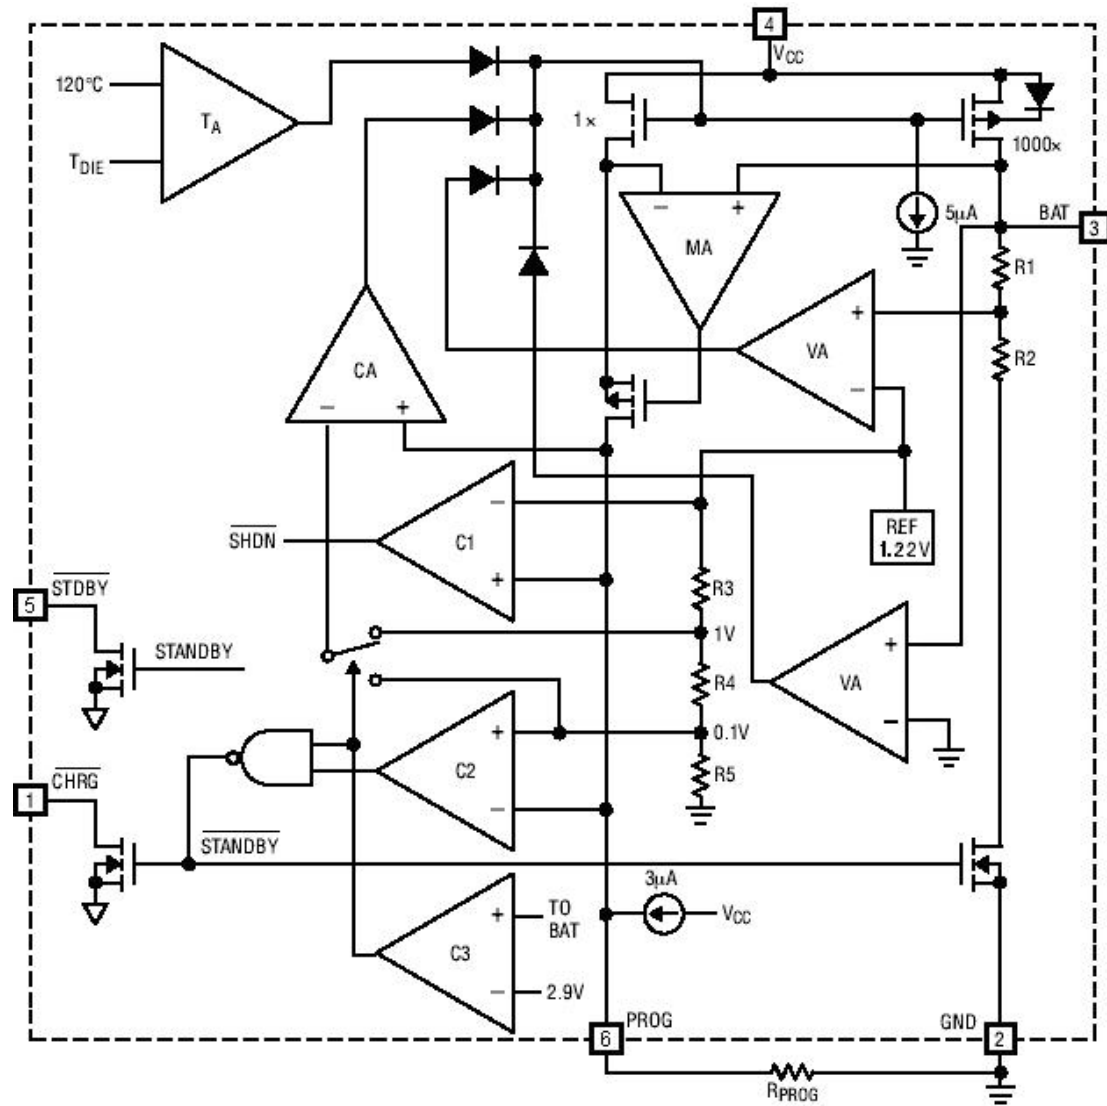 4
VCC
120°C
TA
1×
1000×
TDIE
− +
5µA
BAT
3
MA
R1
+
VA
R2
CA
−
− +
−
SHDN
C1
REF
1.22V
+
R3
5
STDBY
1V
+
STANDBY
R4
VA
−
+
0.1V
C2
R5
1
CHRG
−
STANDBY
3µA
+
TO
BAT
VCC
C3
−
2.9V
PROG
GND
6
2
RPROG